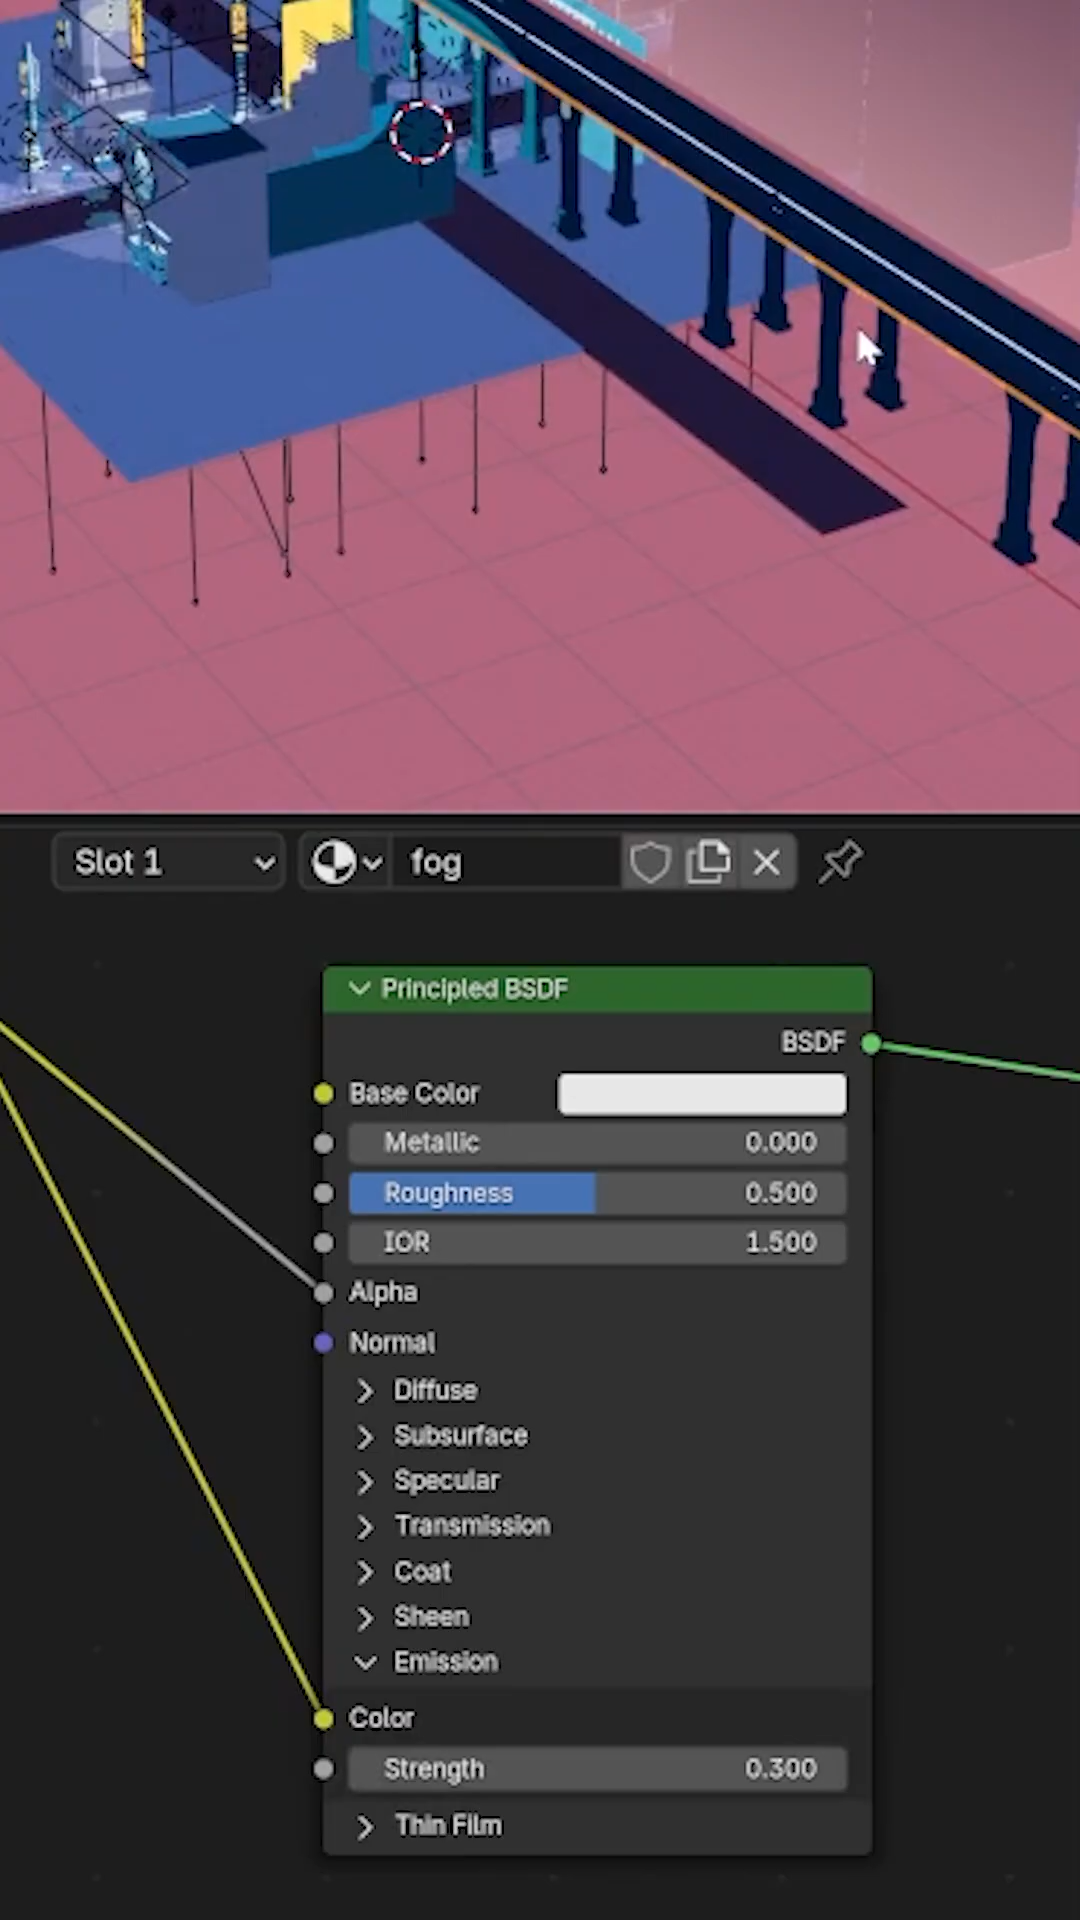 Slot 1
fog
Principled BSDF
BSDF
Base Color
Metallic 0.000
Roughness 0.500
IOR 1.500
Alpha
Normal
Diffuse
Subsurface
Specular
Transmission
Coat
Sheen
Emission
Color
Strength 0.300
Thin Film